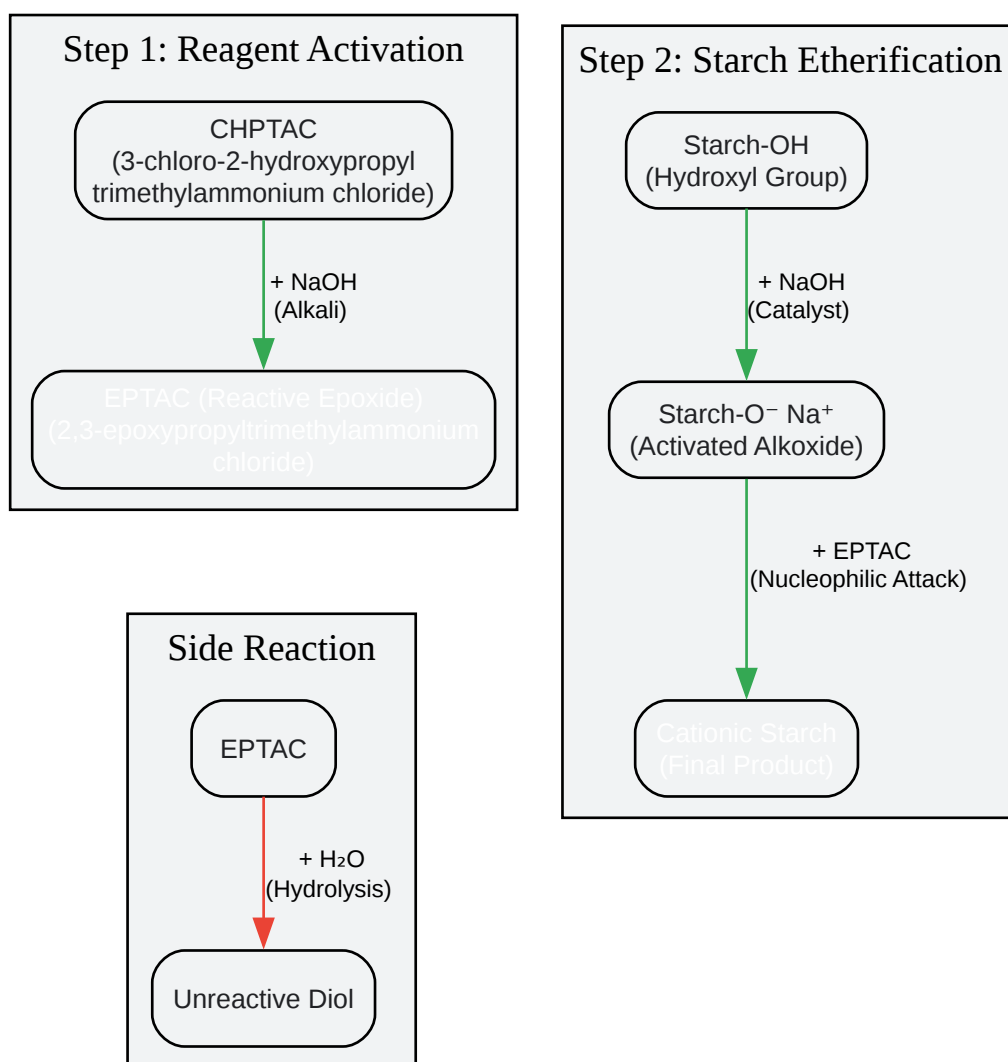 Step 1: Reagent Activation
CHPTAC
(3-chloro-2-hydroxypropyl
trimethylammonium chloride)
+ NaOH
(Alkali)
EPTAC (Reactive Epoxide)
(2,3-epoxypropyltrimethylammonium
chloride)
Step 2: Starch Etherification
Starch-OH
(Hydroxyl Group)
+ NaOH
(Catalyst)
Starch-O⁻ Na⁺
(Activated Alkoxide)
+ EPTAC
(Nucleophilic Attack)
Cationic Starch
(Final Product)
Side Reaction
EPTAC
+ H₂O
(Hydrolysis)
Unreactive Diol